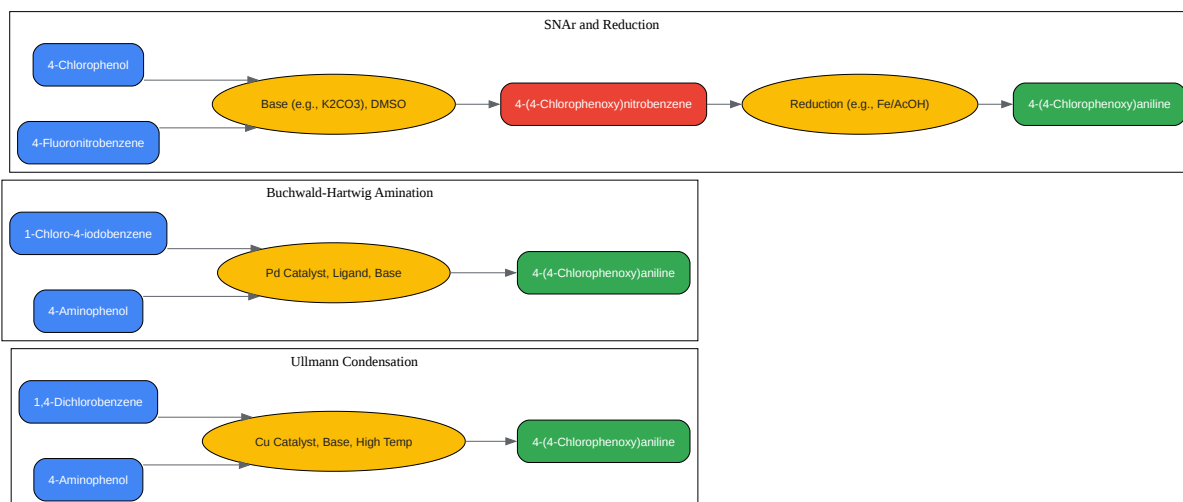 SNAr and Reduction
4-Chlorophenol
4-Fluoronitrobenzene
Base (e.g., K2CO3), DMSO
4-(4-Chlorophenoxy)nitrobenzene
Reduction (e.g., Fe/AcOH)
4-(4-Chlorophenoxy)aniline
Buchwald-Hartwig Amination
1-Chloro-4-iodobenzene
4-Aminophenol
Pd Catalyst, Ligand, Base
4-(4-Chlorophenoxy)aniline
Ullmann Condensation
1,4-Dichlorobenzene
4-Aminophenol
Cu Catalyst, Base, High Temp
4-(4-Chlorophenoxy)aniline